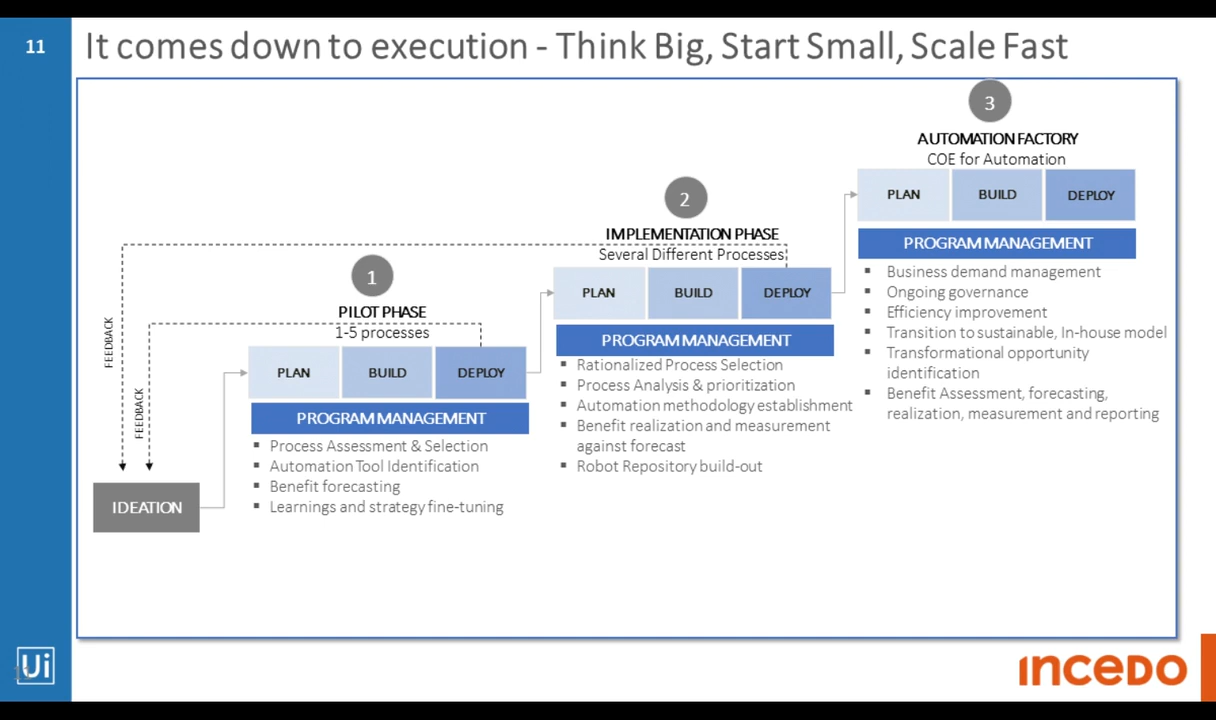 11
It comes down to execution - Think Big, Start Small, Scale Fast
3
AUTOMATION FACTORY
COE for Automation
PLAN
BUILD
DEPLOY
PROGRAM MANAGEMENT
▪ Business demand management
▪ Ongoing governance
▪ Efficiency improvement
▪ Transition to sustainable, In-house model
▪ Transformational opportunity
identification
▪ Benefit Assessment, forecasting,
realization, measurement and reporting
2
IMPLEMENTATION PHASE
Several Different Processes
PLAN
BUILD
DEPLOY
PROGRAM MANAGEMENT
▪ Rationalized Process Selection
▪ Process Analysis & prioritization
▪ Automation methodology establishment
▪ Benefit realization and measurement
against forecast
▪ Robot Repository build-out
1
PILOT PHASE
1-5 processes
PLAN
BUILD
DEPLOY
PROGRAM MANAGEMENT
▪ Process Assessment & Selection
▪ Automation Tool Identification
▪ Benefit forecasting
▪ Learnings and strategy fine-tuning
FEEDBACK
FEEDBACK
IDEATION
11
Ui
INCEDO